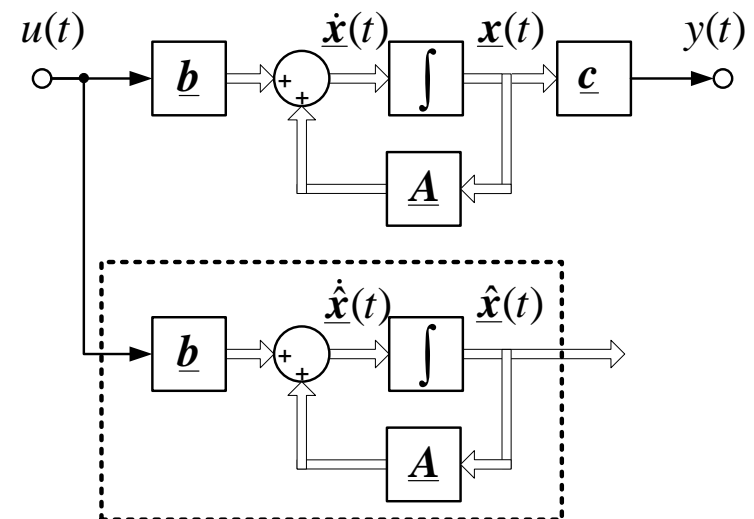 u(t) ẋ(t) x(t) y(t)
b + + ∫ c
A
x̂̇(t) x̂(t)
b + + ∫
A